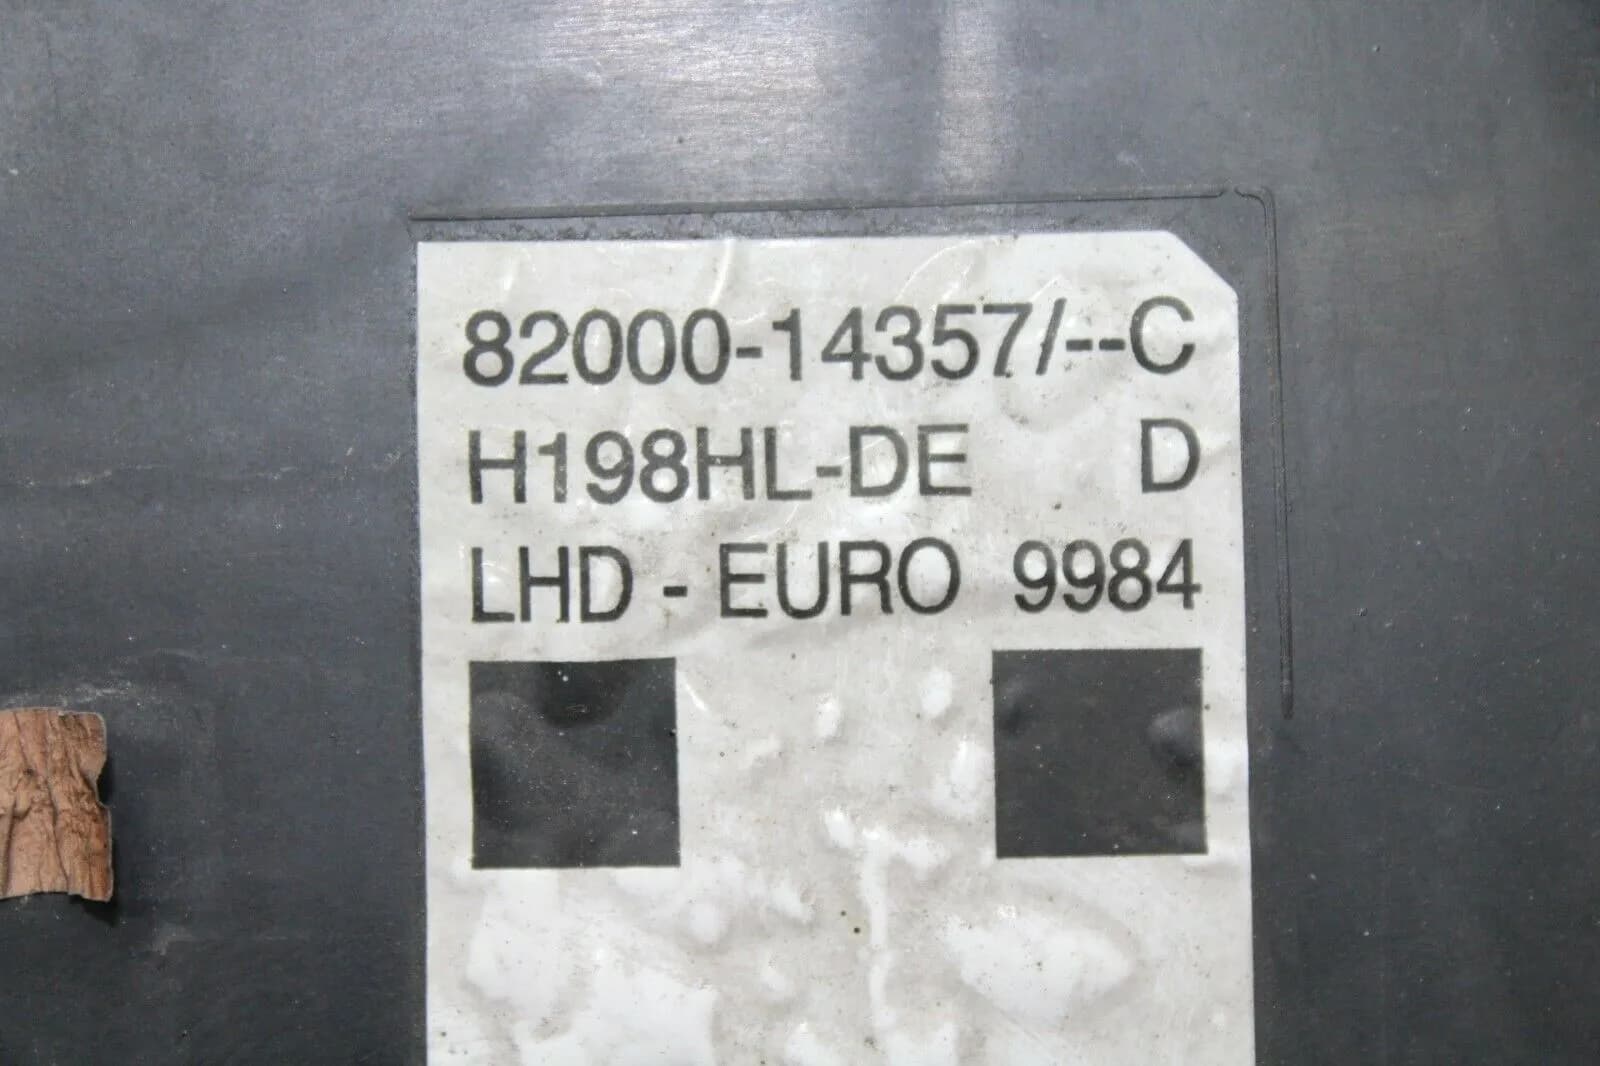 82000-14357/--C
H198HL-DE D
LHD - EURO 9984